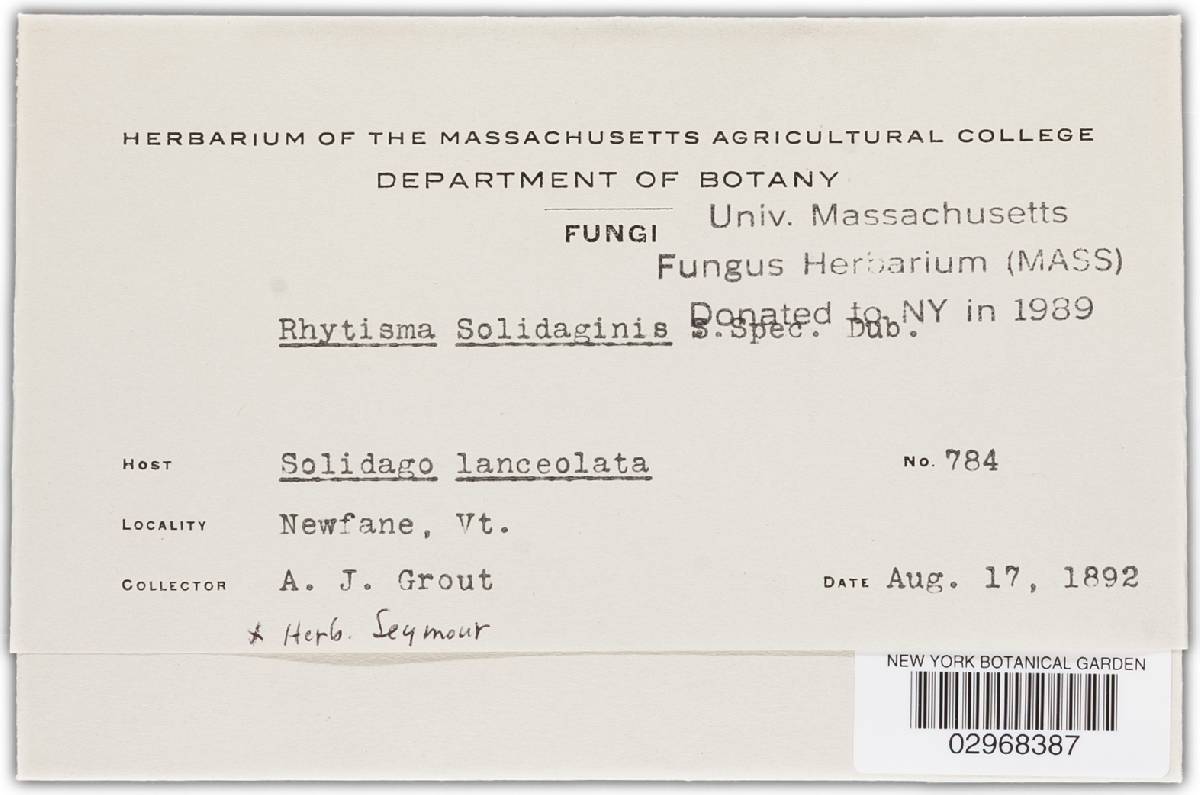 HERBARIUM OF THE MASSACHUSETTS AGRICULTURAL COLLEGE
DEPARTMENT OF BOTANY
FUNGI
Univ. Massachusetts
Fungus Herbarium (MASS)
Donated to NY in 1989
Rhytisma Solidaginis S.Spec. Dub.
HOST Solidago lanceolata No. 784
LOCALITY Newfane, Vt.
COLLECTOR A. J. Grout DATE Aug. 17, 1892
Herb. Seymour
NEW YORK BOTANICAL GARDEN
02968387